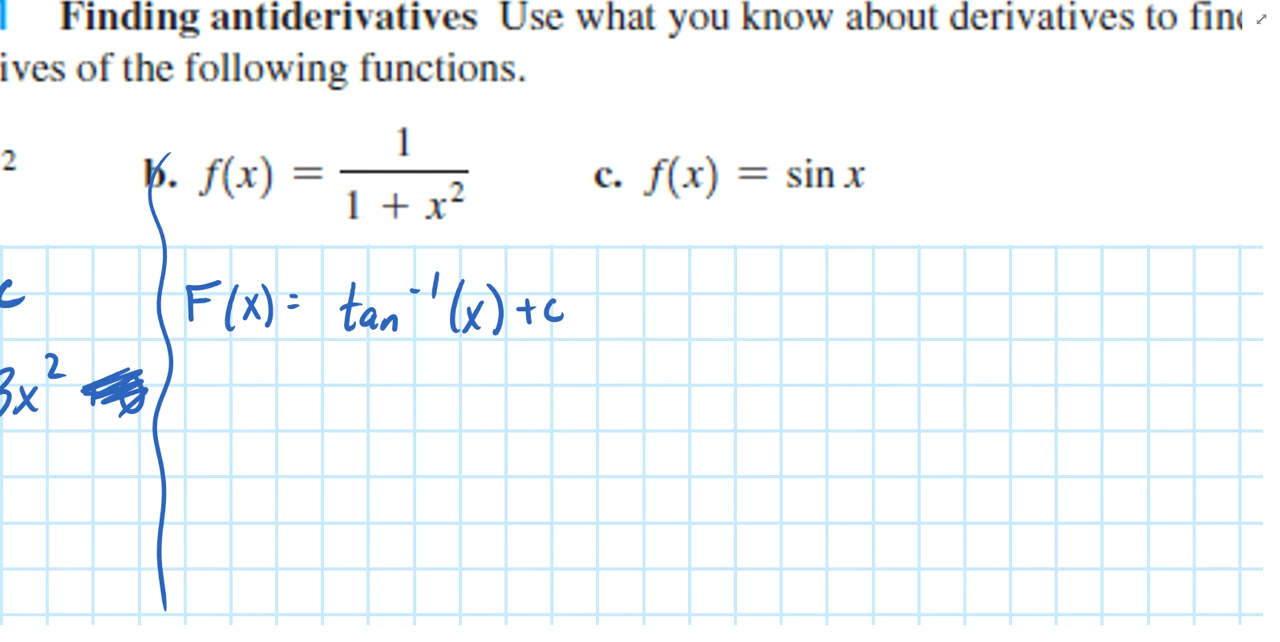 Finding antiderivatives Use what you know about derivatives to fin
ives of the following functions.
2 b. f(x) = 1 / (1 + x²) c. f(x) = sin x
c F(x) = tan⁻¹(x) + c
3x²